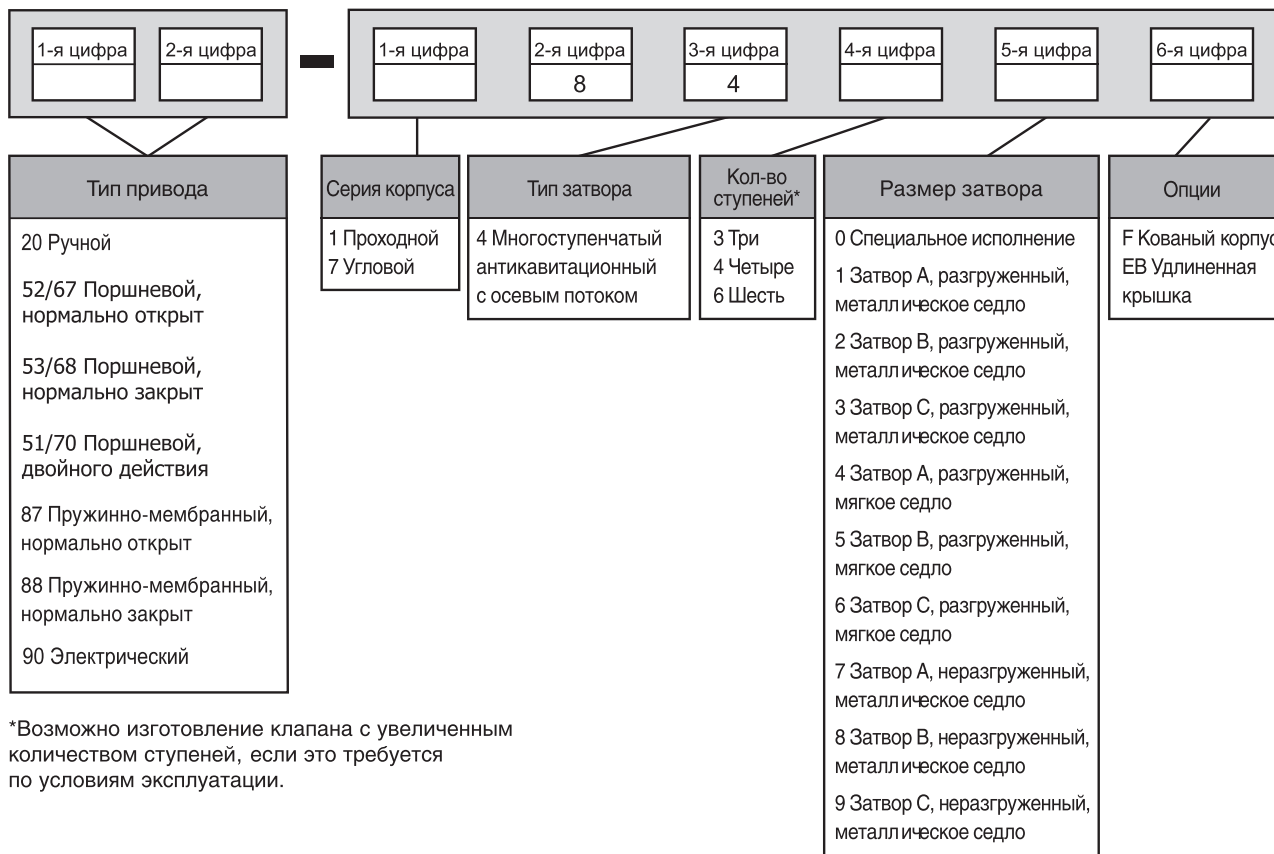 1-я цифра 2-я цифра 1-я цифра 2-я цифра 3-я цифра 4-я цифра 5-я цифра 6-я цифра
8 4
Тип привода
20 Ручной
52/67 Поршневой,
нормально открыт
53/68 Поршневой,
нормально закрыт
51/70 Поршневой,
двойного действия
87 Пружинно-мембранный,
нормально открыт
88 Пружинно-мембранный,
нормально закрыт
90 Электрический
Серия корпуса
1 Проходной
7 Угловой
Тип затвора
4 Многоступенчатый
антикавитационный
с осевым потоком
Кол-во
ступеней*
3 Три
4 Четыре
6 Шесть
Размер затвора
0 Специальное исполнение
1 Затвор А, разгруженный,
металлическое седло
2 Затвор В, разгруженный,
металлическое седло
3 Затвор С, разгруженный,
металлическое седло
4 Затвор А, разгруженный,
мягкое седло
5 Затвор В, разгруженный,
мягкое седло
6 Затвор С, разгруженный,
мягкое седло
7 Затвор А, неразгруженный,
металлическое седло
8 Затвор В, неразгруженный,
металлическое седло
9 Затвор С, неразгруженный,
металлическое седло
Опции
F Кованый корпус
EB Удлиненная
крышка
*Возможно изготовление клапана с увеличенным
количеством ступеней, если это требуется
по условиям эксплуатации.